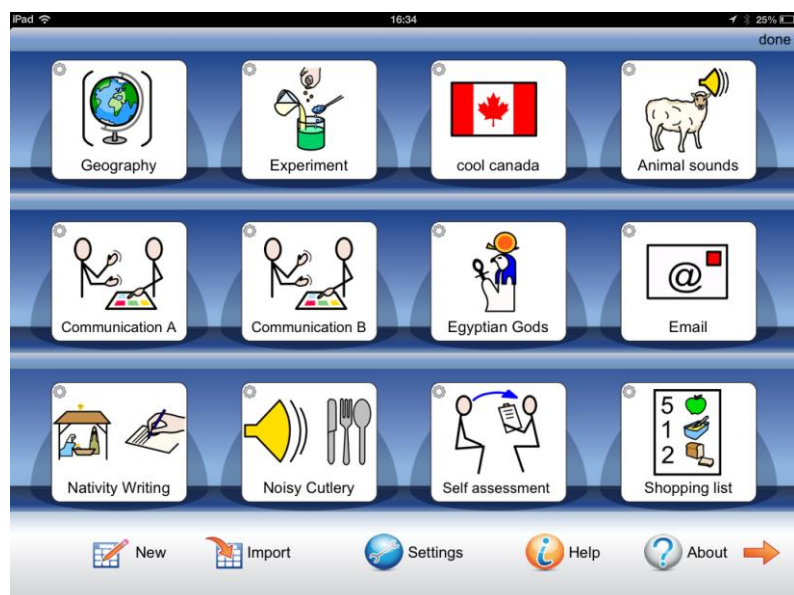 iPad 16:34 25%
done
Geography Experiment cool canada Animal sounds
@
Communication A Communication B Egyptian Gods Email
5
1
2
Nativity Writing Noisy Cutlery Self assessment Shopping list
New Import Settings i Help ? About